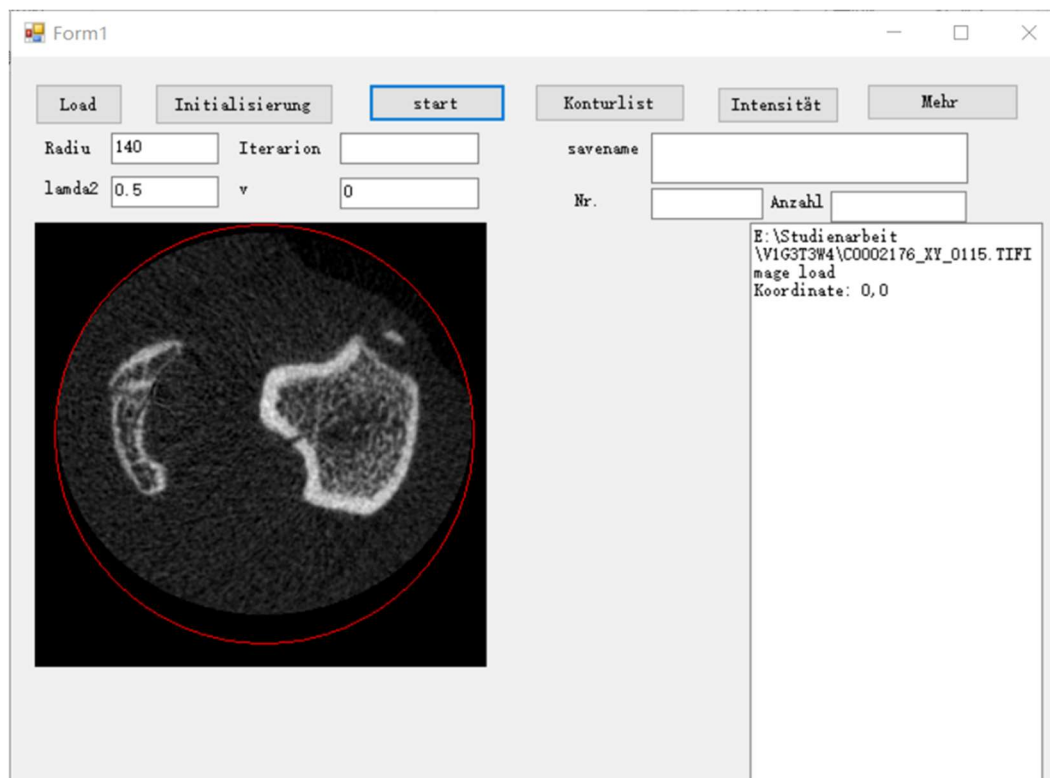 Form1
Load Initialisierung start Konturlist Intensität Mehr
Radiu 140 Iterarion savename
lamda2 0.5 v 0
Nr. Anzahl
E:\Studienarbeit
\V1G3T3W4\C0002176_XY_0115.TIFI
mage load
Koordinate: 0,0